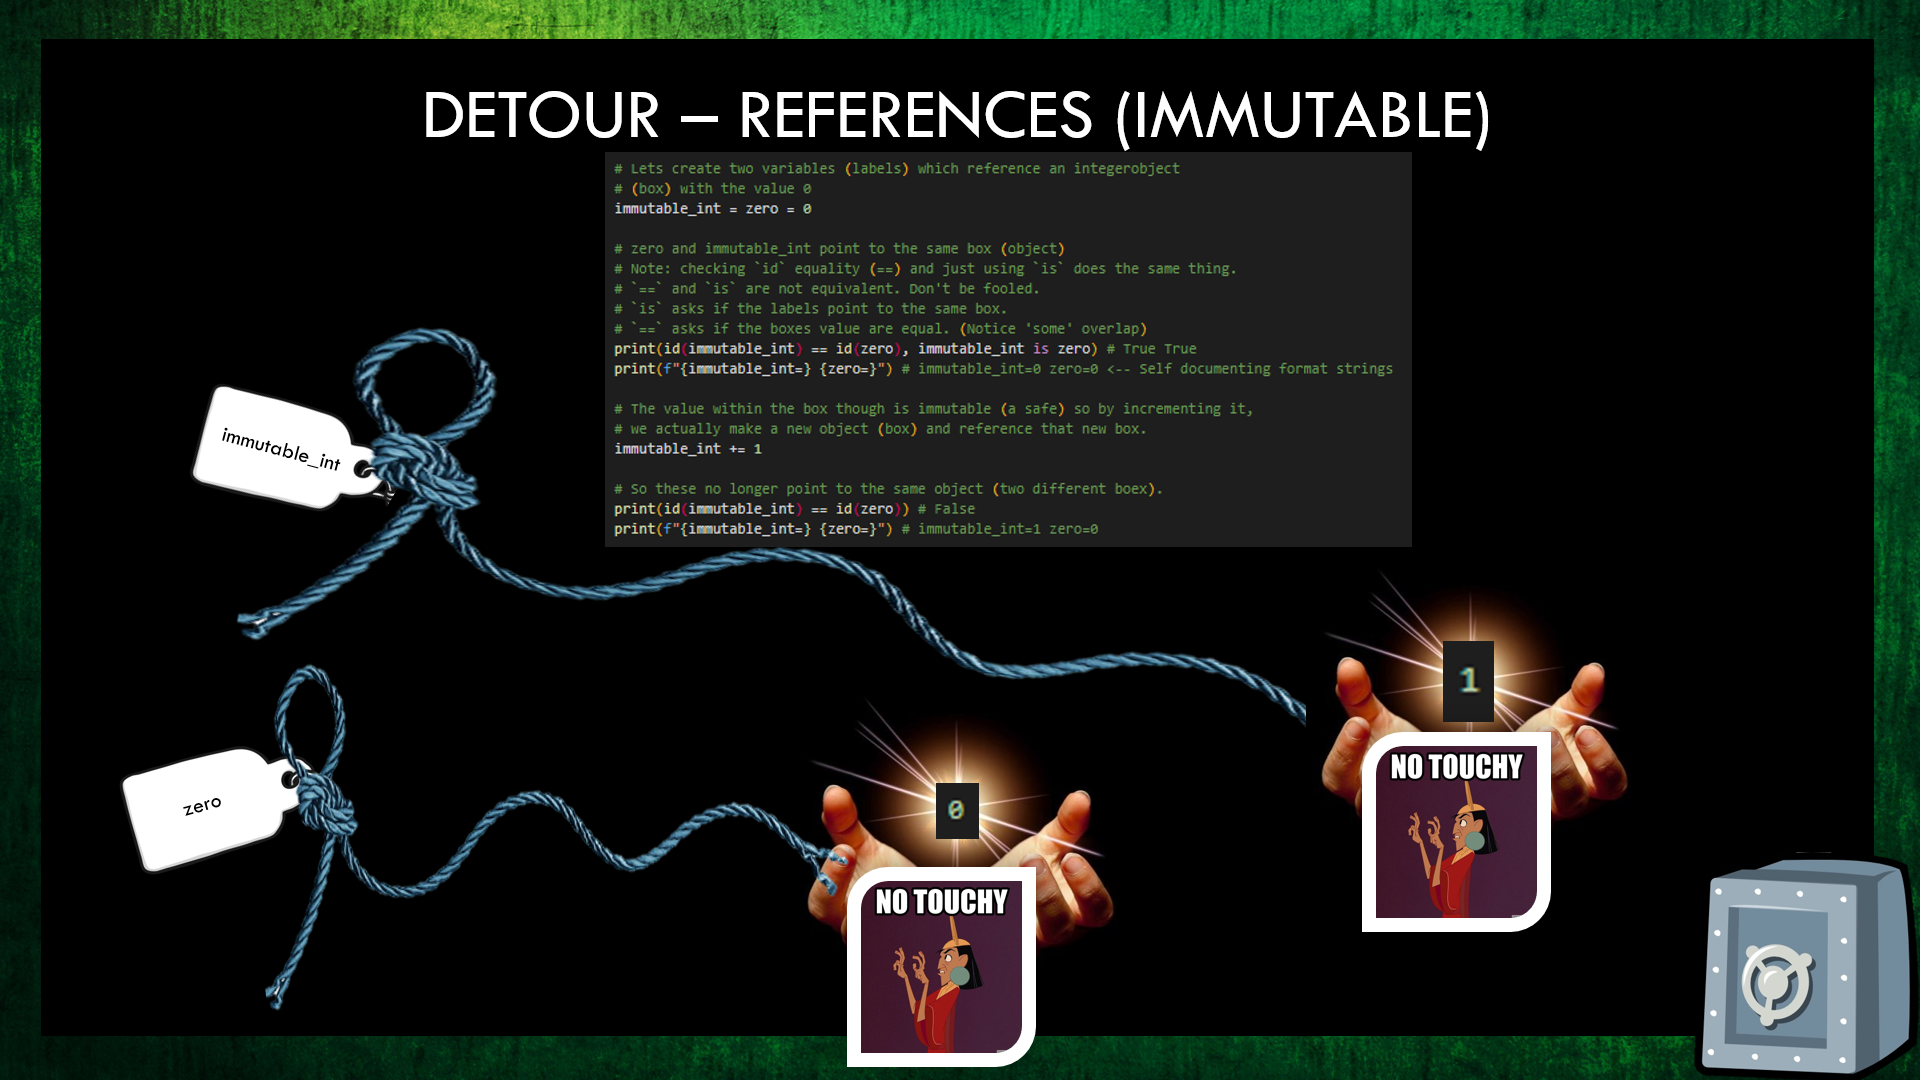 DETOUR – REFERENCES (IMMUTABLE)
# Lets create two variables (labels) which reference an integerobject
# (box) with the value 0
immutable_int = zero = 0
# zero and immutable_int point to the same box (object)
# Note: checking `id` equality (==) and just using `is` does the same thing.
# `==` and `is` are not equivalent. Don't be fooled.
# `is` asks if the labels point to the same box.
# `==` asks if the boxes value are equal. (Notice 'some' overlap)
print(id(immutable_int) == id(zero), immutable_int is zero) # True True
print(f"{immutable_int=} {zero=}") # immutable_int=0 zero=0 <-- Self documenting format strings
# The value within the box though is immutable (a safe) so by incrementing it,
# we actually make a new object (box) and reference that new box.
immutable_int += 1
# So these no longer point to the same object (two different boex).
print(id(immutable_int) == id(zero)) # False
print(f"{immutable_int=} {zero=}") # immutable_int=1 zero=0
immutable_int
1
NO TOUCHY
zero
0
NO TOUCHY